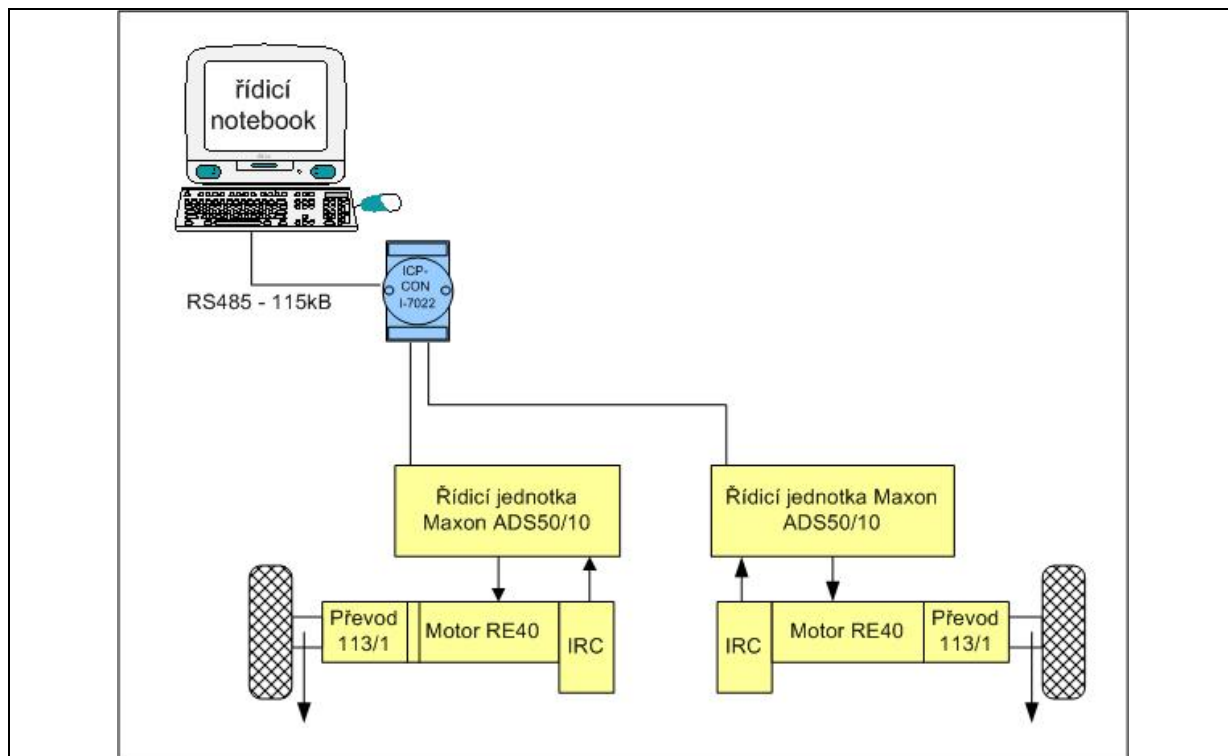 řídicí
notebook
ICP-
CON
I-7022
RS485 - 115kB
Řídicí jednotka
Maxon ADS50/10
Řídicí jednotka Maxon
ADS50/10
Převod
113/1
Motor RE40
IRC
IRC
Motor RE40
Převod
113/1